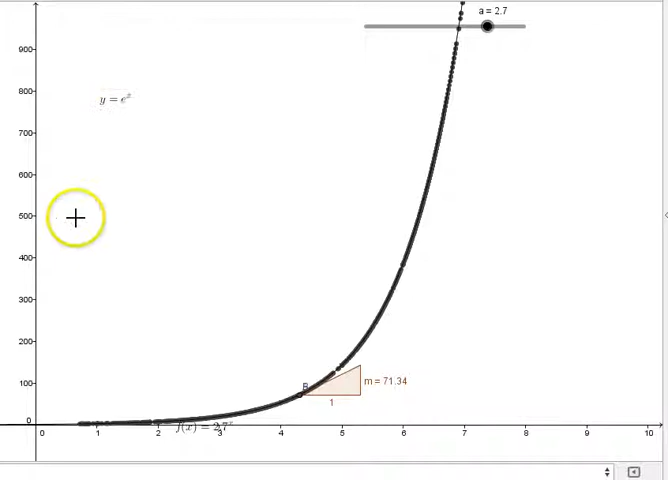 a = 2.7
900
y = e^x
800
700
600
500
400
300
200
B
m = 71.34
100
1
0
f(x) = 2.7^x
0 1 2 3 4 5 6 7 8 9 10